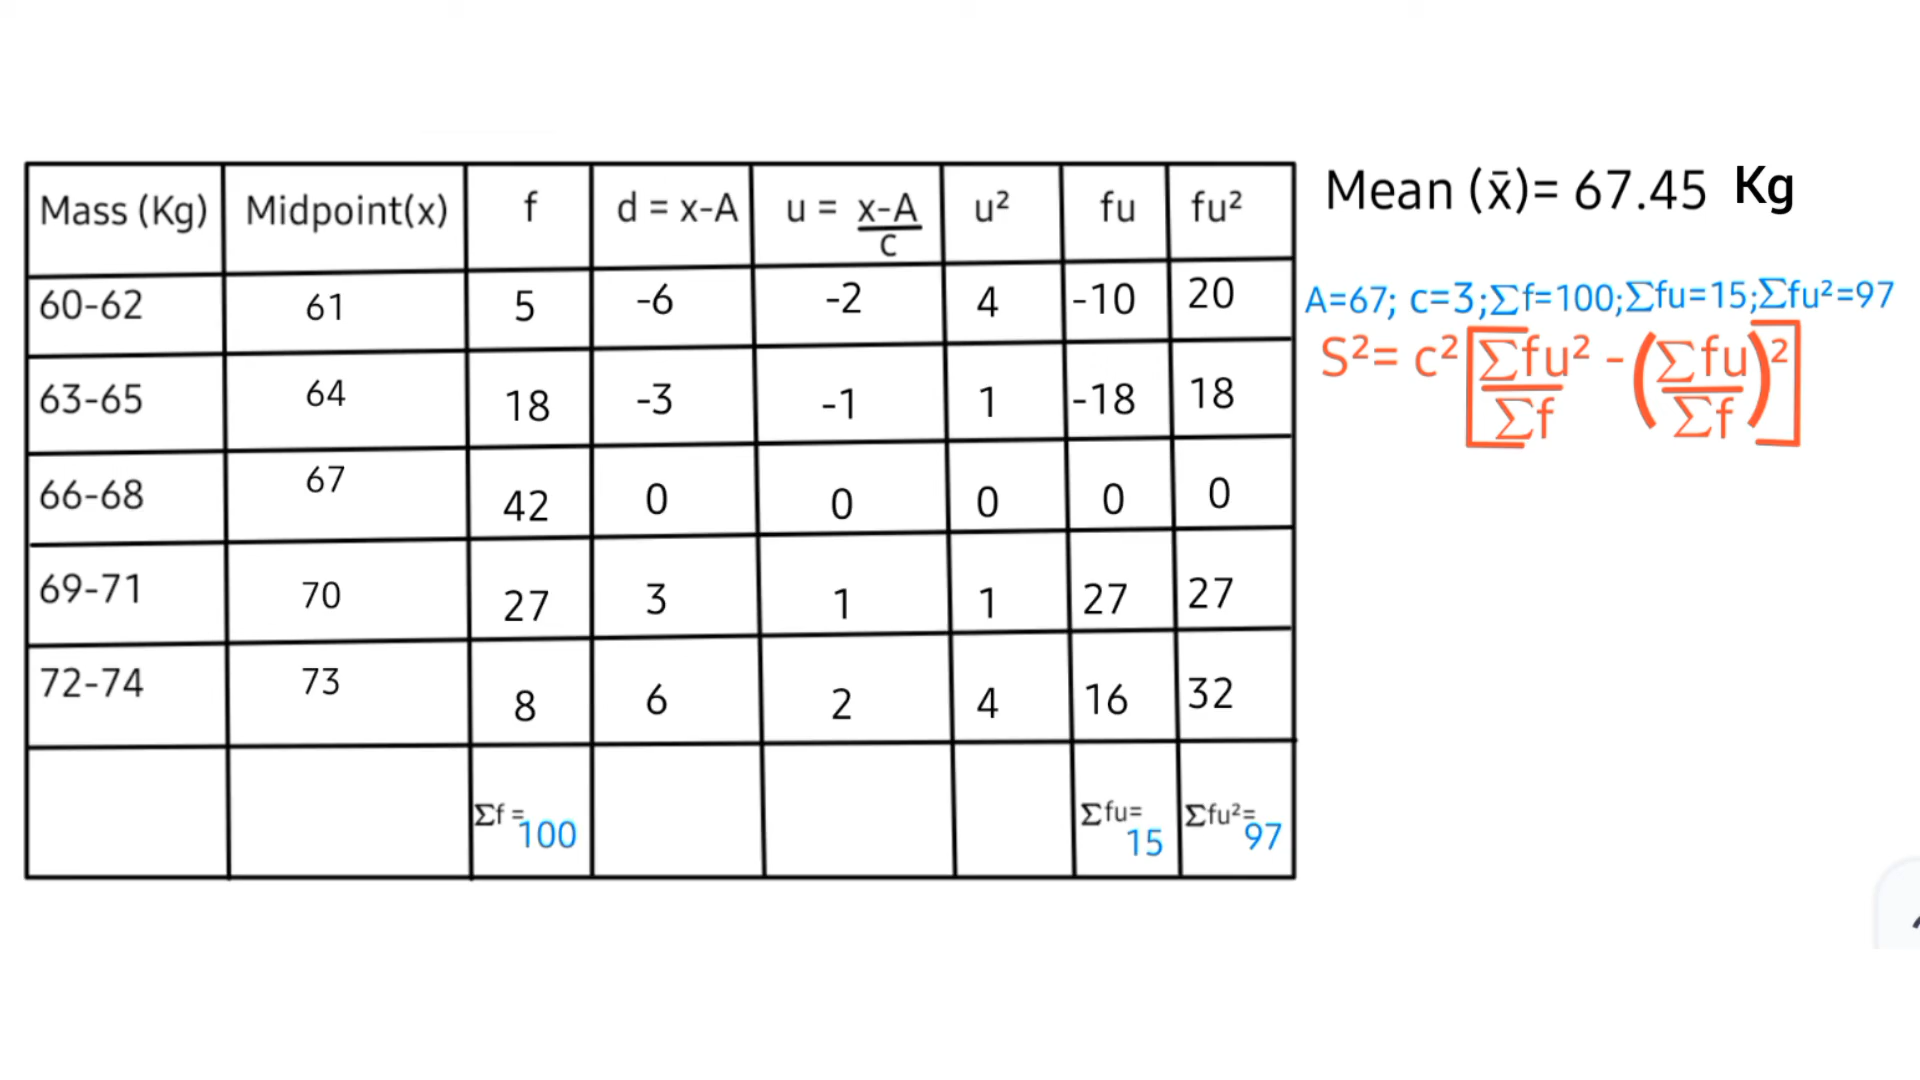 Mass (Kg) Midpoint(x) f d = x-A u = x-A/c u² fu fu²
60-62 61 5 -6 -2 4 -10 20
63-65 64 18 -3 -1 1 -18 18
66-68 67 42 0 0 0 0 0
69-71 70 27 3 1 1 27 27
72-74 73 8 6 2 4 16 32
Σf = 100 Σfu= 15 Σfu²= 97
Mean (x̄)= 67.45 Kg
A=67; c=3;Σf=100;Σfu=15;Σfu²=97
S²= c²[Σfu²/Σf - (Σfu/Σf)²]